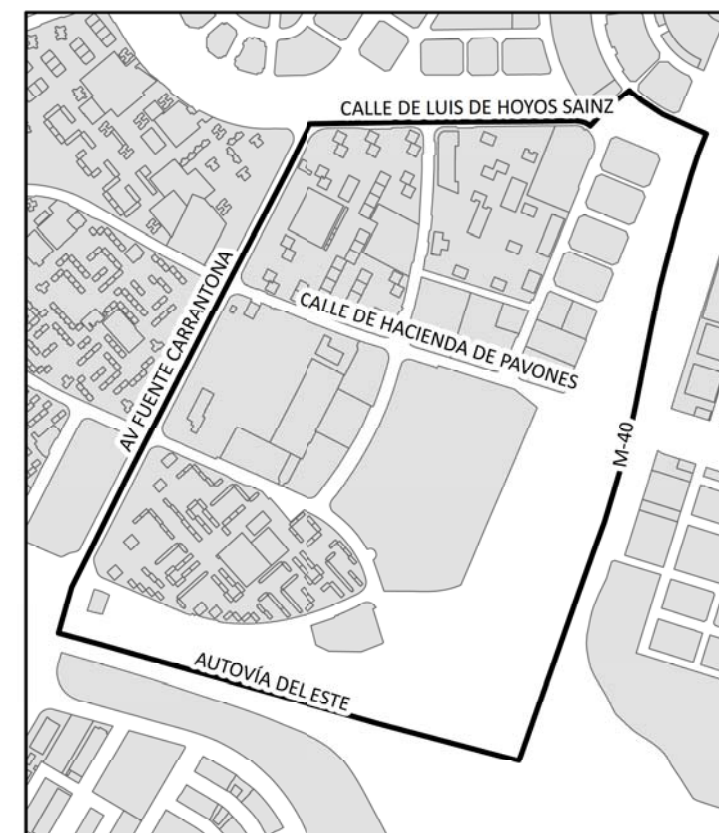 CALLE DE LUIS DE HOYOS SAINZ
AV FUENTE CARRANTONA
CALLE DE HACIENDA DE PAVONES
M-40
AUTOVÍA DEL ESTE